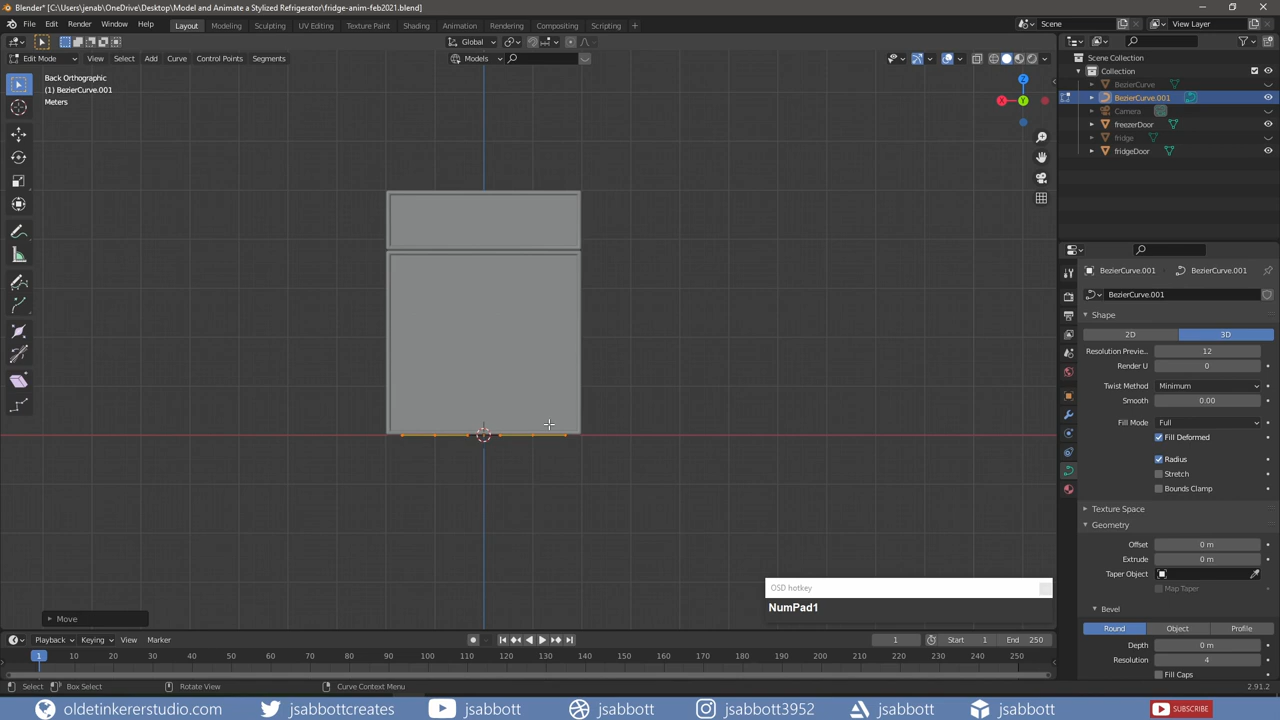 Blender* [C:\Users\jenab\OneDrive\Desktop\Model and Animate a Stylized Refrigerator\fridge-anim-feb2021.blend]
File Edit Render Window Help Layout Modeling Sculpting UV Editing Texture Paint Shading Animation Rendering Compositing Scripting Scene View Layer
Global
Edit Mode View Select Add Curve Control Points Segments Models
Back Orthographic
(1) BezierCurve.001
Meters
Z
X
Y
Scene Collection
Collection
BezierCurve
BezierCurve.001
Camera
freezerDoor
fridge
fridgeDoor
BezierCurve.001 BezierCurve.001
BezierCurve.001
Shape
2D 3D
Resolution Previe... 12
Render U 0
Twist Method Minimum
Smooth 0.00
Fill Mode Full
Fill Deformed
Radius
Stretch
Bounds Clamp
Texture Space
Geometry
Offset 0 m
Extrude 0 m
Taper Object
Map Taper
Bevel
Round Object Profile
Depth 0 m
Resolution 4
Fill Caps
OSD hotkey
NumPad1
Move
Playback Keying View Marker 1 Start 1 End 250
1 10 20 30 40 50 60 70 80 90 100 110 120 130 140 150 160 170 180 190 200 210 220 230 240 250
Select Box Select Rotate View Curve Context Menu 2.91.2
oldetinkererstudio.com jsabbottcreates jsabbott jsabbott jsabbott3952 jsabbott jsabbott SUBSCRIBE